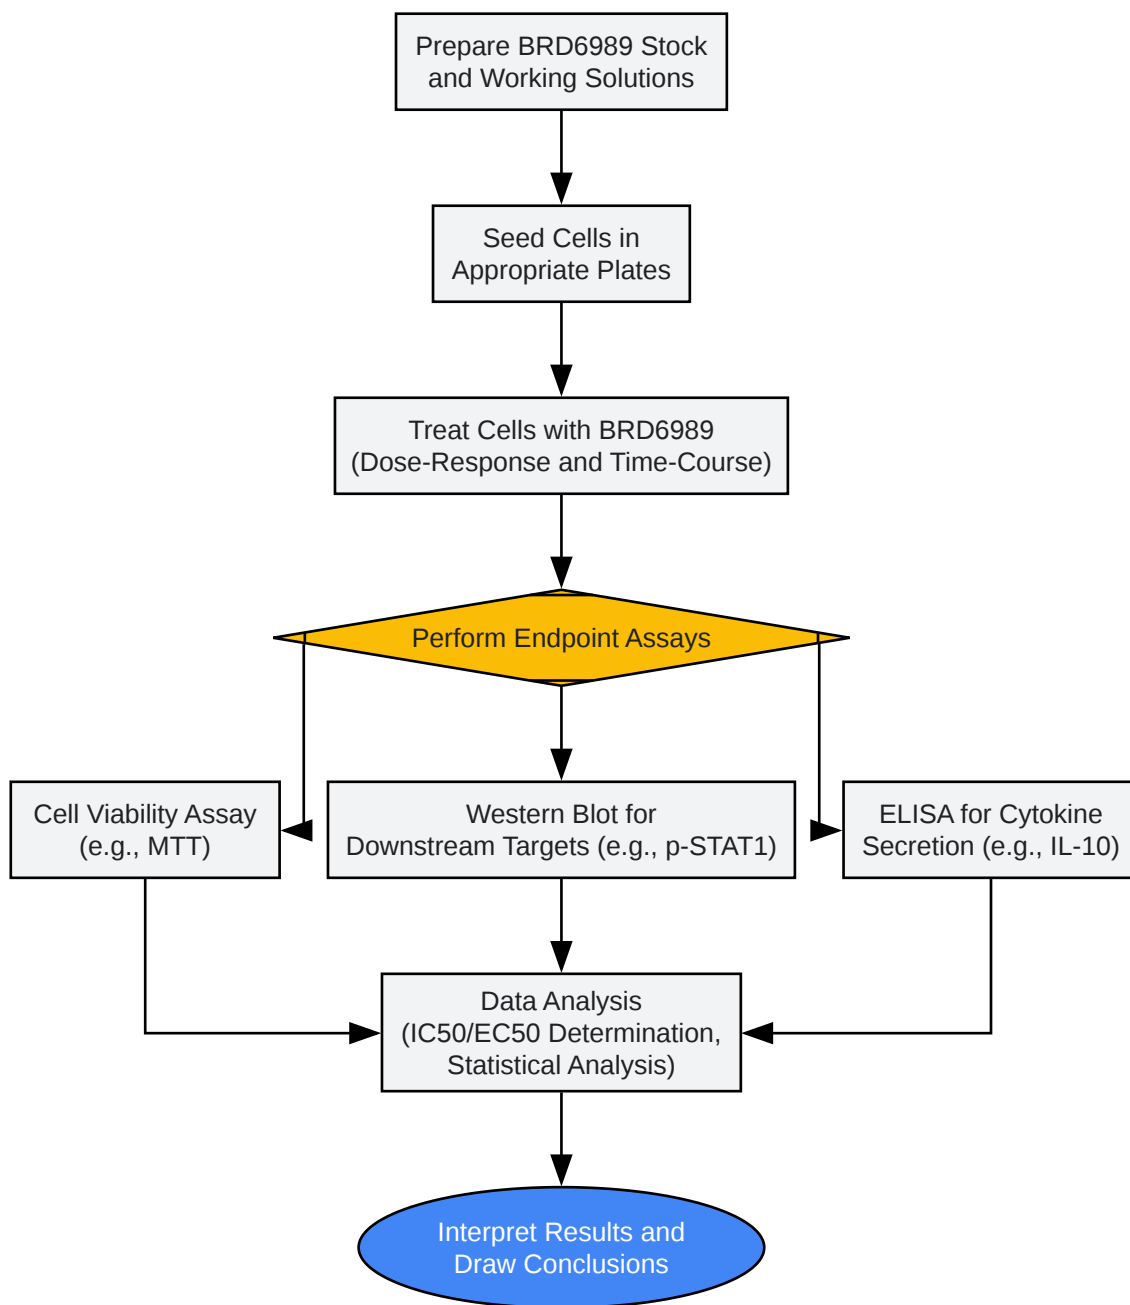 Prepare BRD6989 Stock
and Working Solutions
Seed Cells in
Appropriate Plates
Treat Cells with BRD6989
(Dose-Response and Time-Course)
Perform Endpoint Assays
Cell Viability Assay
(e.g., MTT)
Western Blot for
Downstream Targets (e.g., p-STAT1)
ELISA for Cytokine
Secretion (e.g., IL-10)
Data Analysis
(IC50/EC50 Determination,
Statistical Analysis)
Interpret Results and
Draw Conclusions